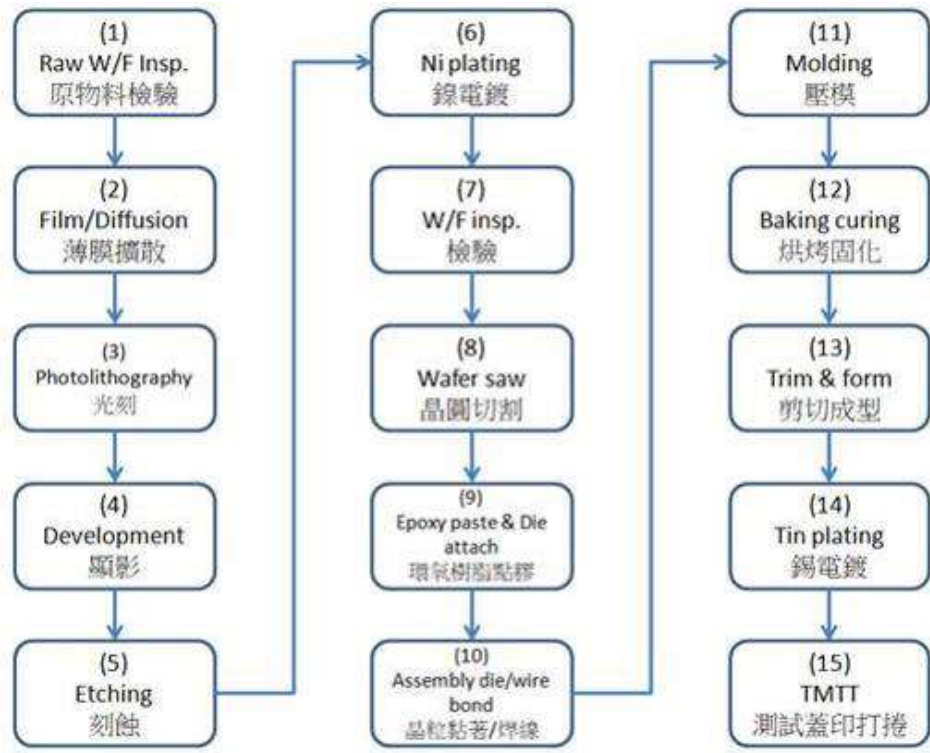 (1)
Raw W/F Insp.
原物料檢驗
(2)
Film/Diffusion
薄膜擴散
(3)
Photolithography
光刻
(4)
Development
顯影
(5)
Etching
刻蝕
(6)
Ni plating
鎳電鍍
(7)
W/F insp.
檢驗
(8)
Wafer saw
晶圓切割
(9)
Epoxy paste & Die
attach
環氧樹脂點膠
(10)
Assembly die/wire
bond
晶粒黏著/焊線
(11)
Molding
壓模
(12)
Baking curing
烘烤固化
(13)
Trim & form
剪切成型
(14)
Tin plating
錫電鍍
(15)
TMTT
測試蓋印打捲